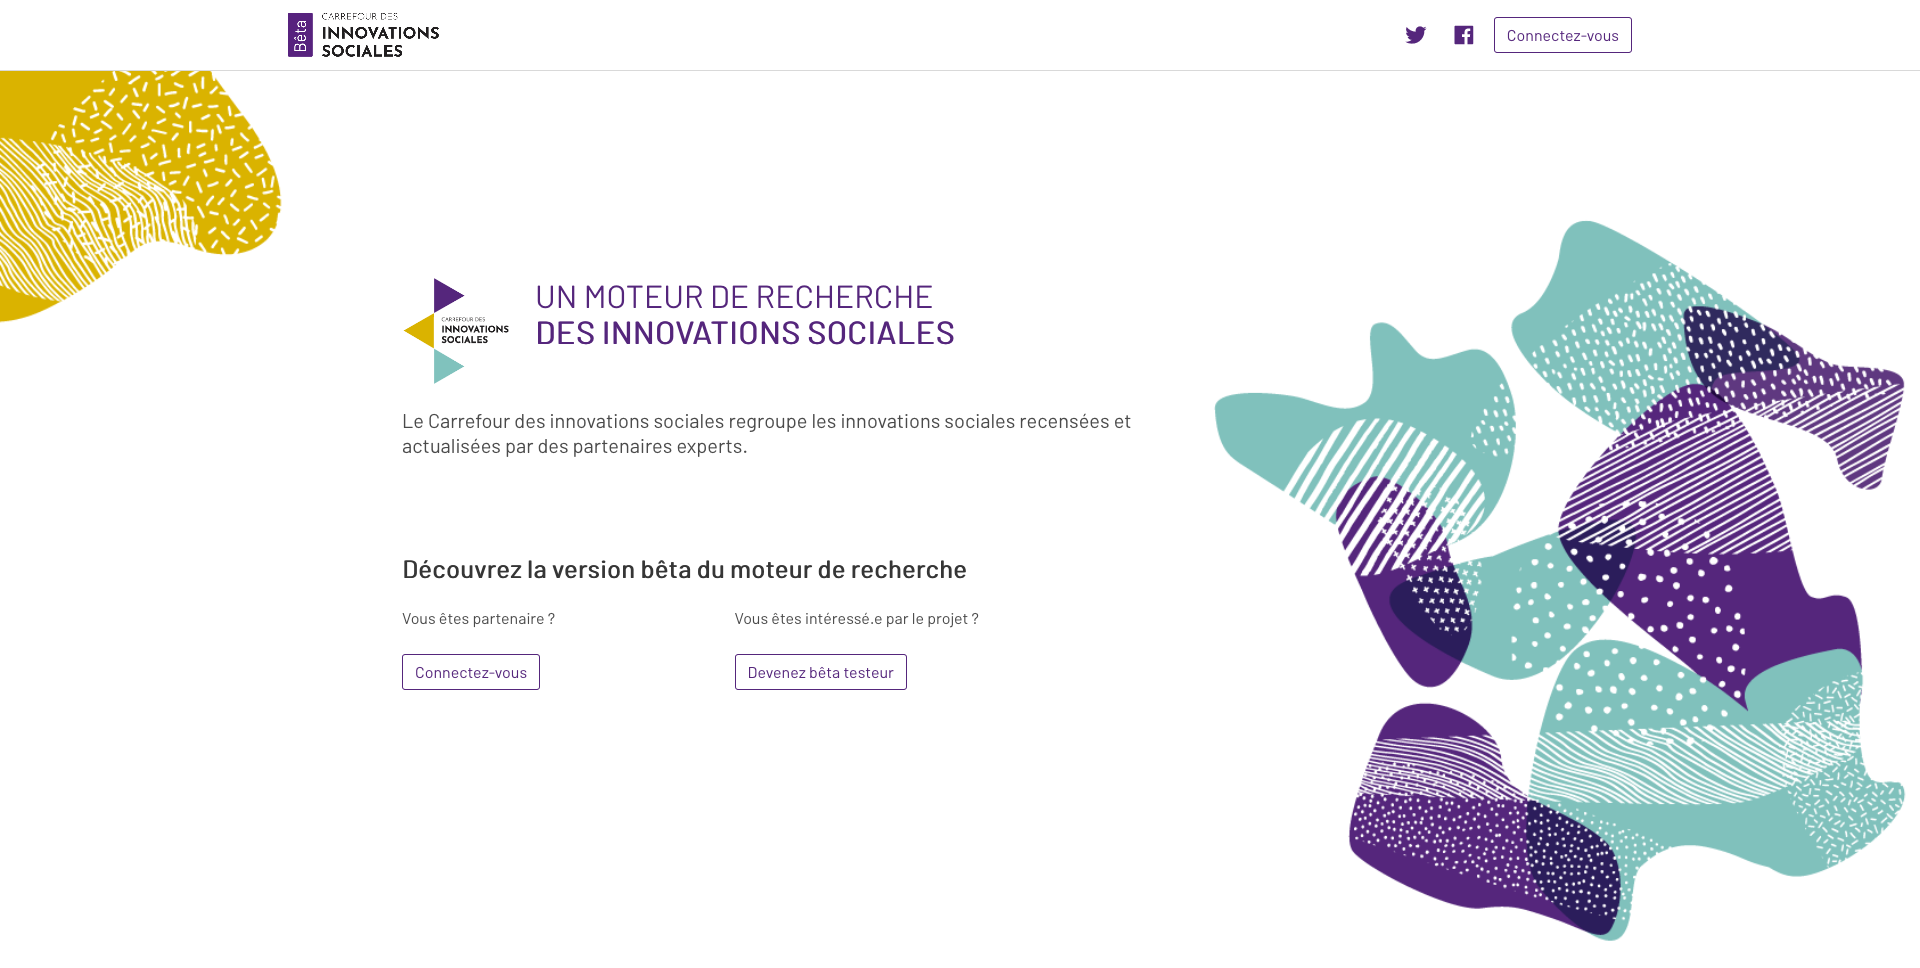 Bêta
CARREFOUR DES
INNOVATIONS
SOCIALES
Connectez-vous
UN MOTEUR DE RECHERCHE
DES INNOVATIONS SOCIALES
CARREFOUR DES
INNOVATIONS
SOCIALES
Le Carrefour des innovations sociales regroupe les innovations sociales recensées et
actualisées par des partenaires experts.
Découvrez la version bêta du moteur de recherche
Vous êtes partenaire ?
Connectez-vous
Vous êtes intéressé.e par le projet ?
Devenez bêta testeur